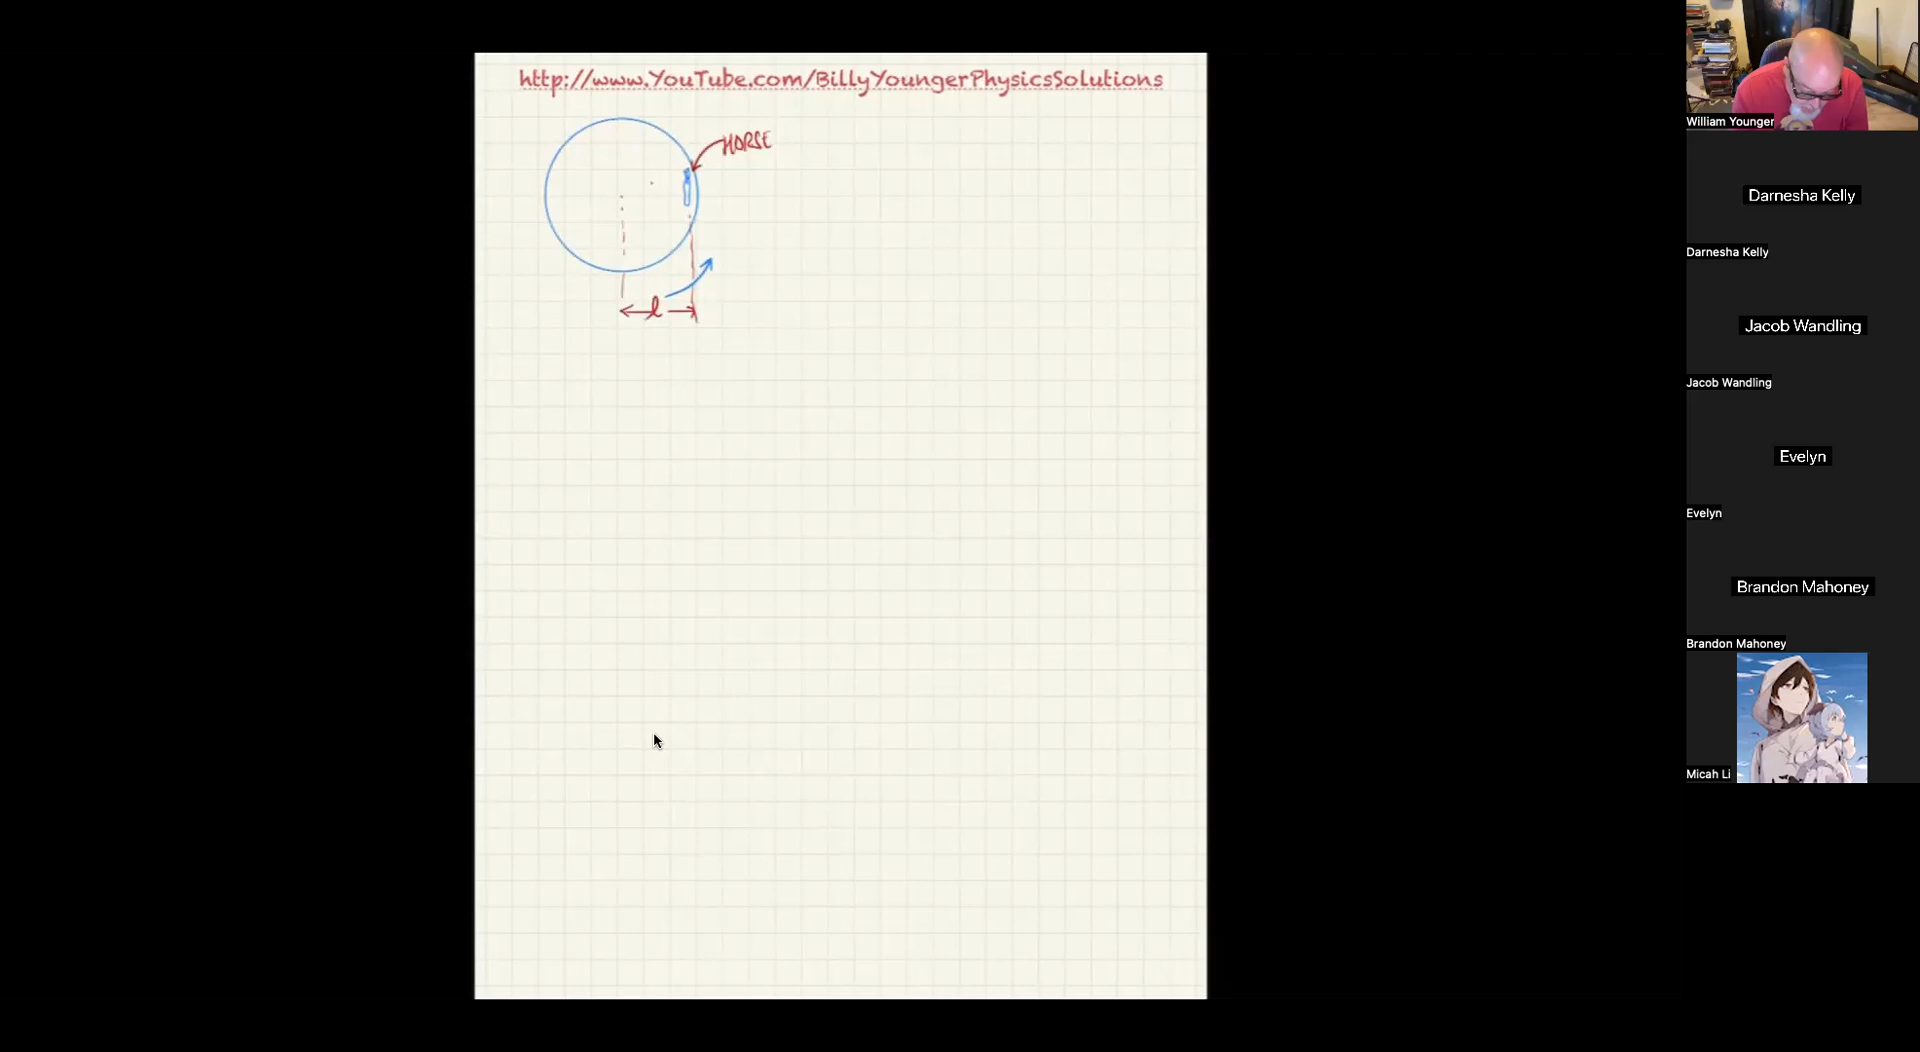 http://www.YouTube.com/BillyYoungerPhysicsSolutions
HORSE
l
William Younger
Darnesha Kelly
Darnesha Kelly
Jacob Wandling
Jacob Wandling
Evelyn
Evelyn
Brandon Mahoney
Brandon Mahoney
Micah Li